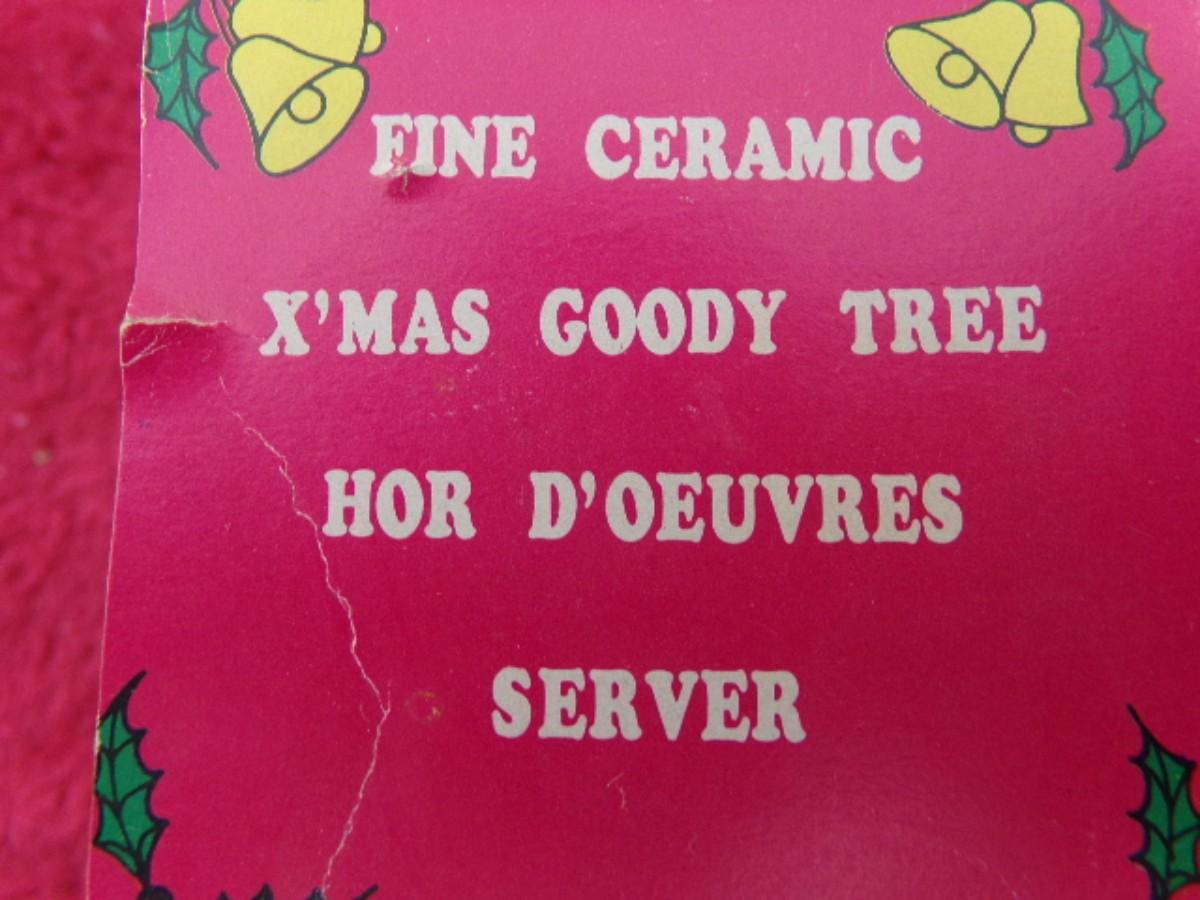 FINE CERAMIC
X'MAS GOODY TREE
HOR D'OEUVRES
SERVER